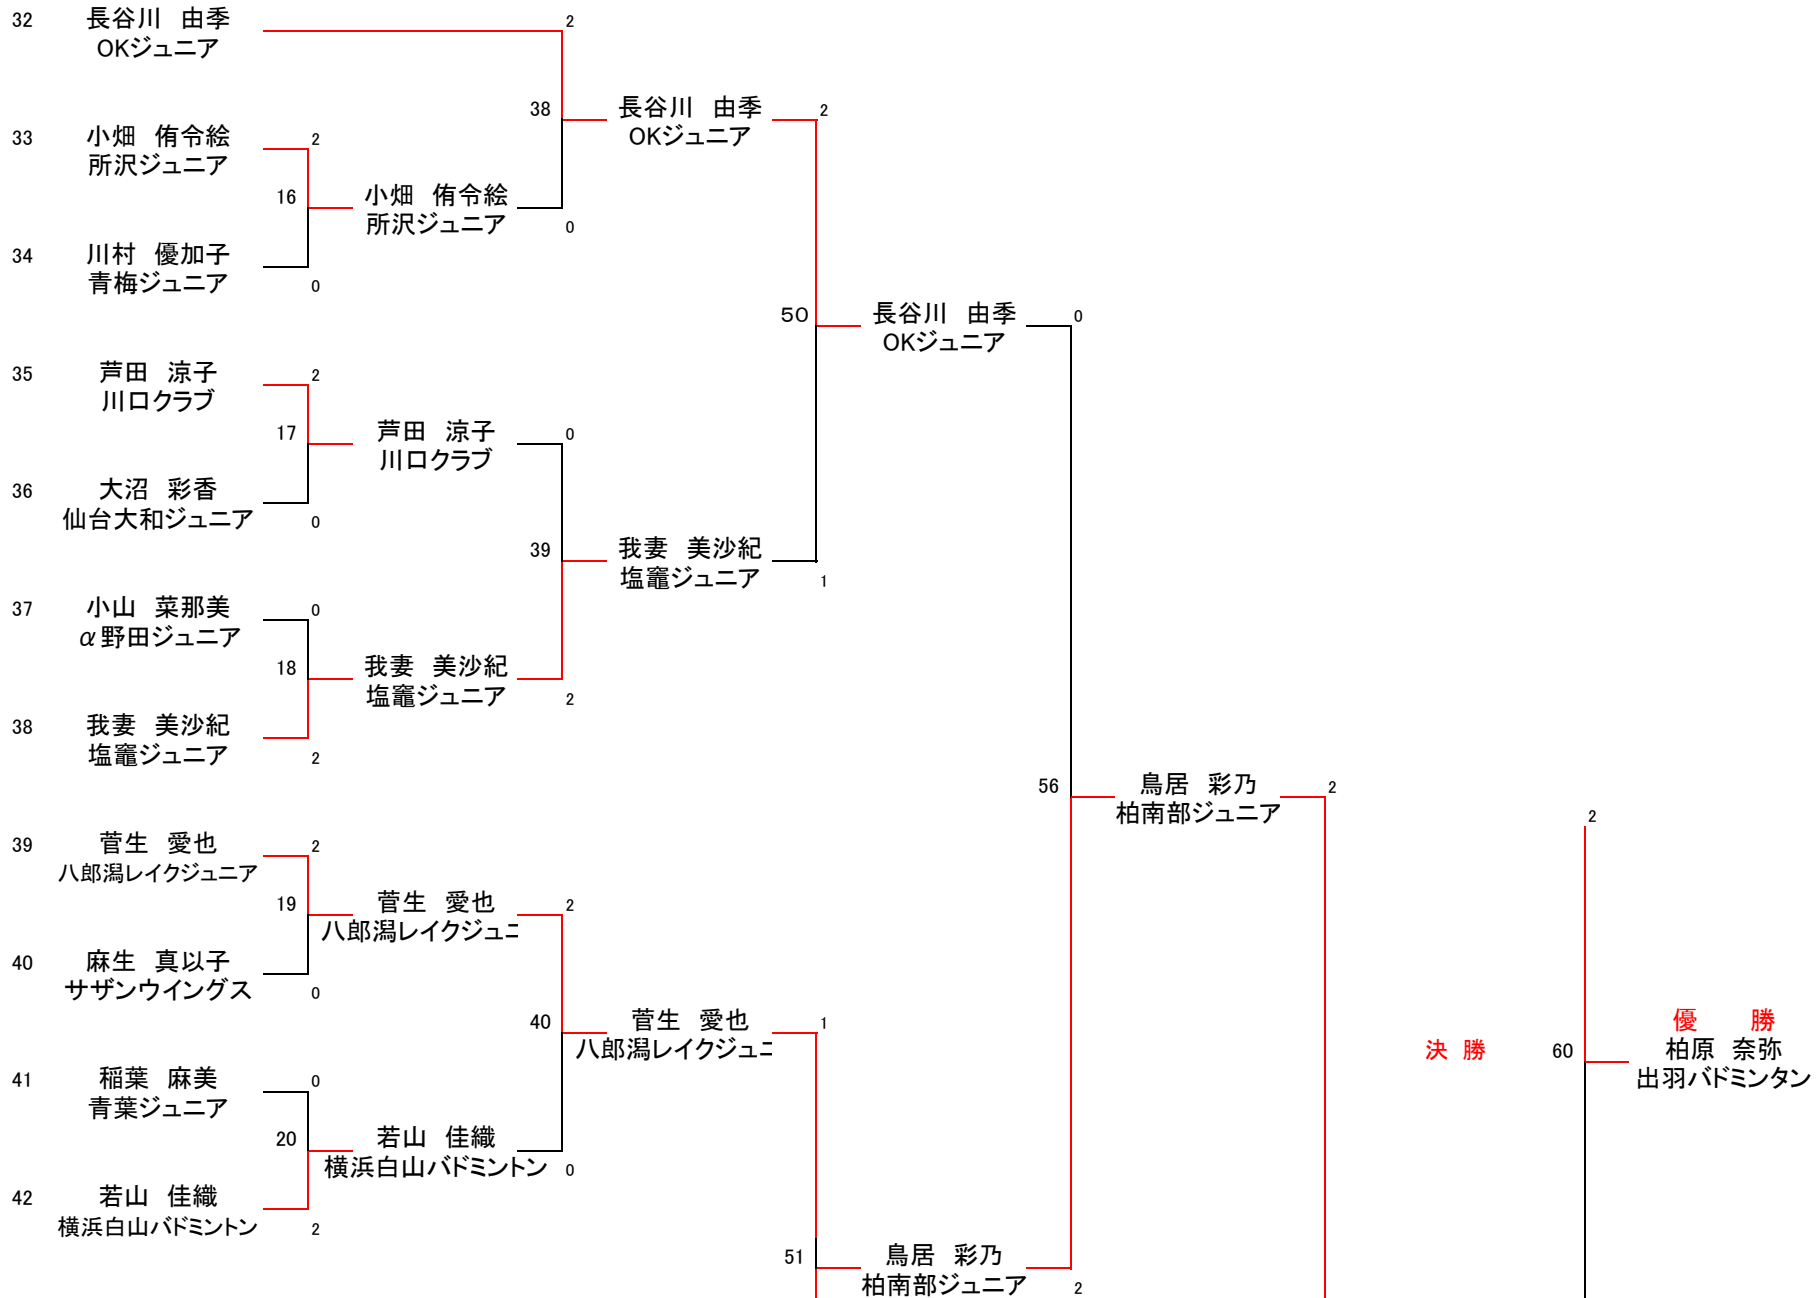 32 長谷川 由季
OKジュニア
2
38
長谷川 由季
OKジュニア
2
33 小畑 侑令絵
所沢ジュニア
2
16
小畑 侑令絵
所沢ジュニア
0
34 川村 優加子
青梅ジュニア
0
50
長谷川 由季
OKジュニア
0
35 芦田 涼子
川口クラブ
2
17
芦田 涼子
川口クラブ
0
36 大沼 彩香
仙台大和ジュニア
0
39
我妻 美沙紀
塩竈ジュニア
1
37 小山 菜那美
α野田ジュニア
0
18
我妻 美沙紀
塩竈ジュニア
2
38 我妻 美沙紀
塩竈ジュニア
2
56
鳥居 彩乃
柏南部ジュニア
2
2
39 菅生 愛也
八郎潟レイクジュニア
2
19
菅生 愛也
八郎潟レイクジュニ
2
40 麻生 真以子
サザンウイングス
0
40
菅生 愛也
八郎潟レイクジュニ
1
決 勝
60
優 勝
柏原 奈弥
出羽バドミンタン
41 稲葉 麻美
青葉ジュニア
0
20
若山 佳織
横浜白山バドミントン
0
42 若山 佳織
横浜白山バドミントン
2
51
鳥居 彩乃
柏南部ジュニア
2